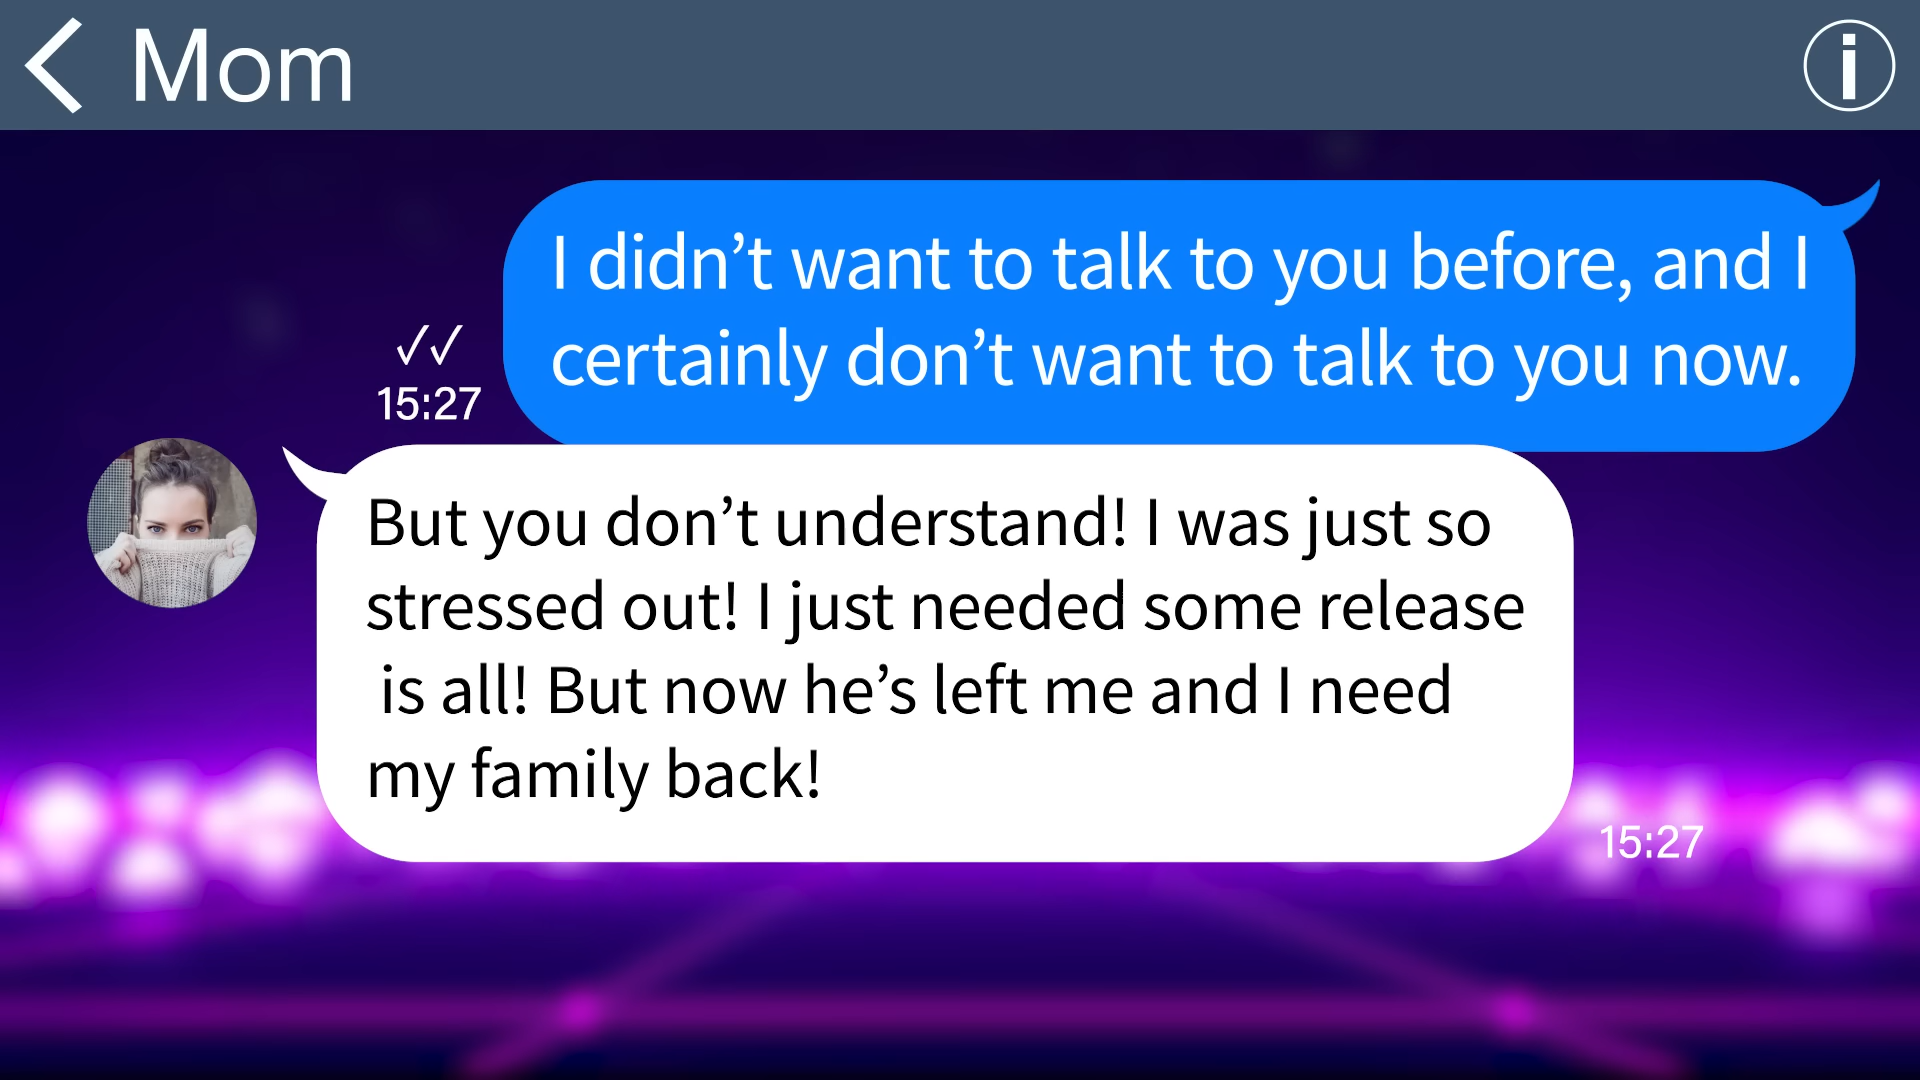 Mom
I didn’t want to talk to you before, and I
certainly don’t want to talk to you now.
✓✓
15:27
But you don’t understand! I was just so
stressed out! I just needed some release
is all! But now he’s left me and I need
my family back!
15:27